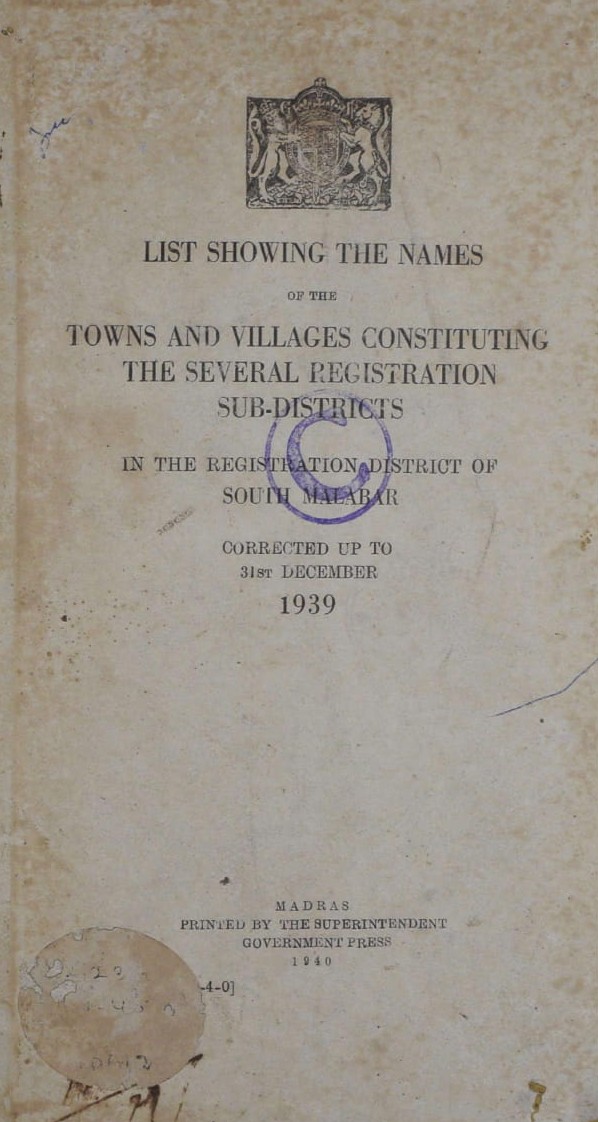 LIST SHOWING THE NAMES
OF THE
TOWNS AND VILLAGES CONSTITUTING
THE SEVERAL REGISTRATION
SUB-DISTRICTS
IN THE REGISTRATION DISTRICT OF
SOUTH MALABAR
C
CORRECTED UP TO
31ST DECEMBER
1939
MADRAS
PRINTED BY THE SUPERINTENDENT
GOVERNMENT PRESS
1940
-4-0]